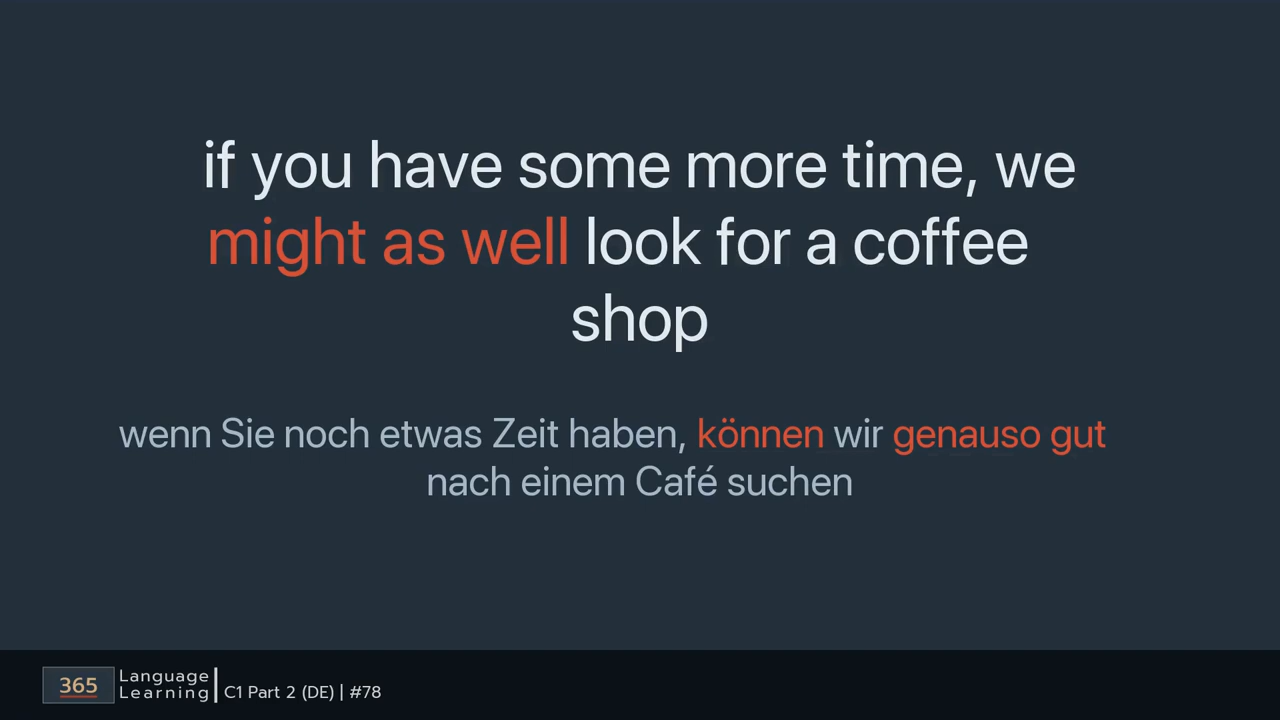 if you have some more time, we
might as well look for a coffee
shop
wenn Sie noch etwas Zeit haben, können wir genauso gut
nach einem Café suchen
365
Language
Learning
C1 Part 2 (DE) | #78